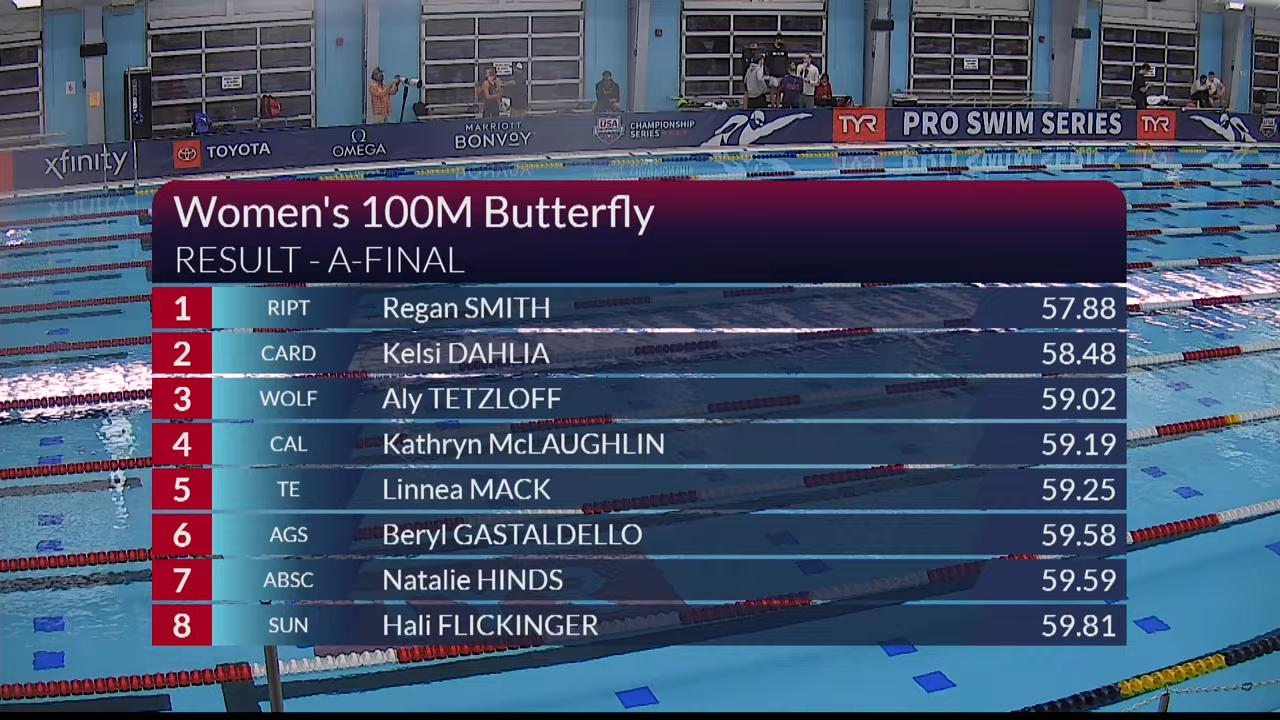 xfinity
TOYOTA
Ω
OMEGA
MARRIOTT
BONVOY
USA
CHAMPIONSHIP
SERIES
TYR
PRO SWIM SERIES
TYR
Women's 100M Butterfly
RESULT - A-FINAL
1 RIPT Regan SMITH 57.88
2 CARD Kelsi DAHLIA 58.48
3 WOLF Aly TETZLOFF 59.02
4 CAL Kathryn McLAUGHLIN 59.19
5 TE Linnea MACK 59.25
6 AGS Beryl GASTALDELLO 59.58
7 ABSC Natalie HINDS 59.59
8 SUN Hali FLICKINGER 59.81